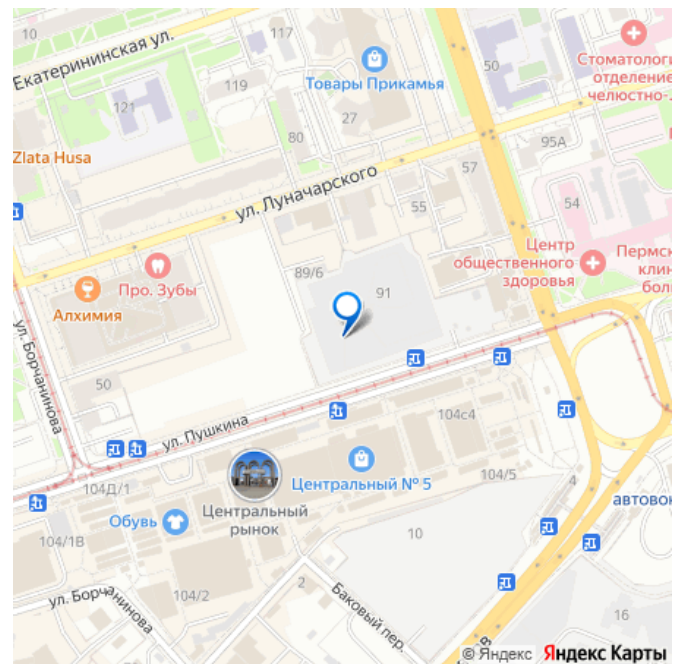 10
117
Екатерининская ул.
50
Стоматологи
отделение
челюстно-
Товары Прикамья
119
121
27
80
95А
Zlata Husa
57
ул. Луначарского
54
55
Центр
общественного
здоровья
Пермск
клин
бол
89/6
Про. Зубы
91
Алхимия
ул. Борчанинова
50
ул. Пушкина
104с4
104/5
4
Центральный № 5
104Д/1
Центральный
рынок
автовок
Обувь
104/1В
10
2
104/2
ул. Борчанинова
Баковый пер.
16
© Яндекс Яндекс Карты